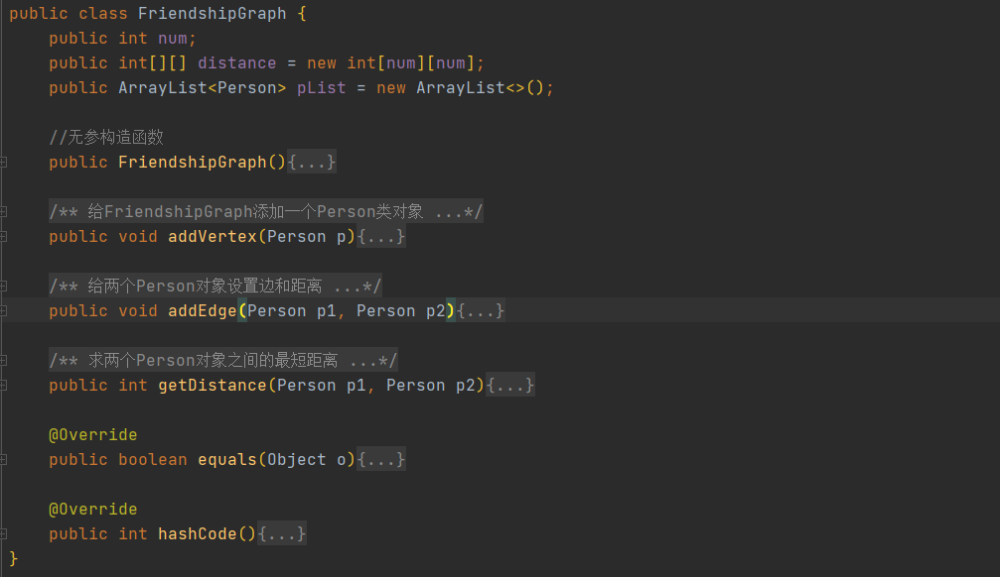 public class FriendshipGraph {
public int num;
public int[][] distance = new int[num][num];
public ArrayList<Person> pList = new ArrayList<>();
//无参构造函数
public FriendshipGraph(){...}
/** 给FriendshipGraph添加一个Person类对象 ...*/
public void addVertex(Person p){...}
/** 给两个Person对象设置边和距离 ...*/
public void addEdge(Person p1, Person p2){...}
/** 求两个Person对象之间的最短距离 ...*/
public int getDistance(Person p1, Person p2){...}
@Override
public boolean equals(Object o){...}
@Override
public int hashCode(){...}
}